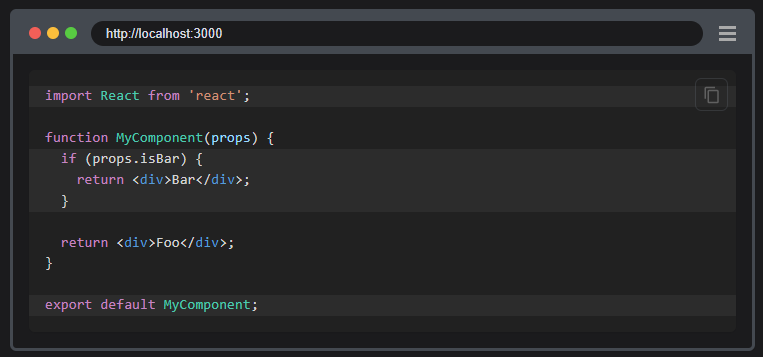 http://localhost:3000
import React from 'react';
function MyComponent(props) {
  if (props.isBar) {
    return <div>Bar</div>;
  }
  return <div>Foo</div>;
}
export default MyComponent;